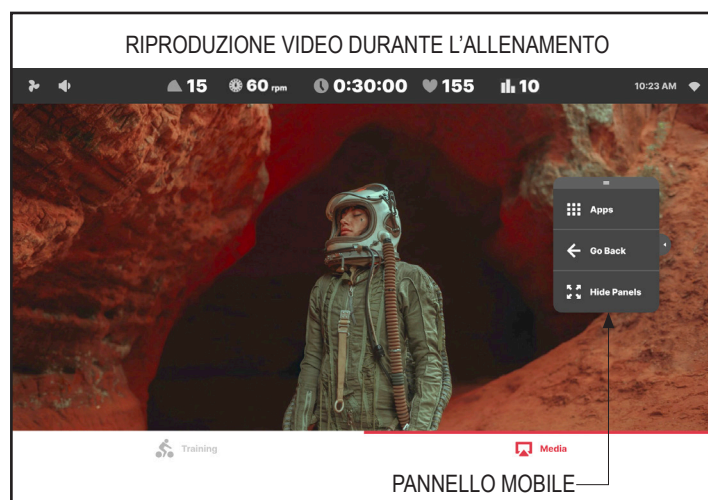 RIPRODUZIONE VIDEO DURANTE L'ALLENAMENTO
15 60 rpm 0:30:00 155 10 10:23 AM
Apps
Go Back
Hide Panels
Training Media
PANNELLO MOBILE